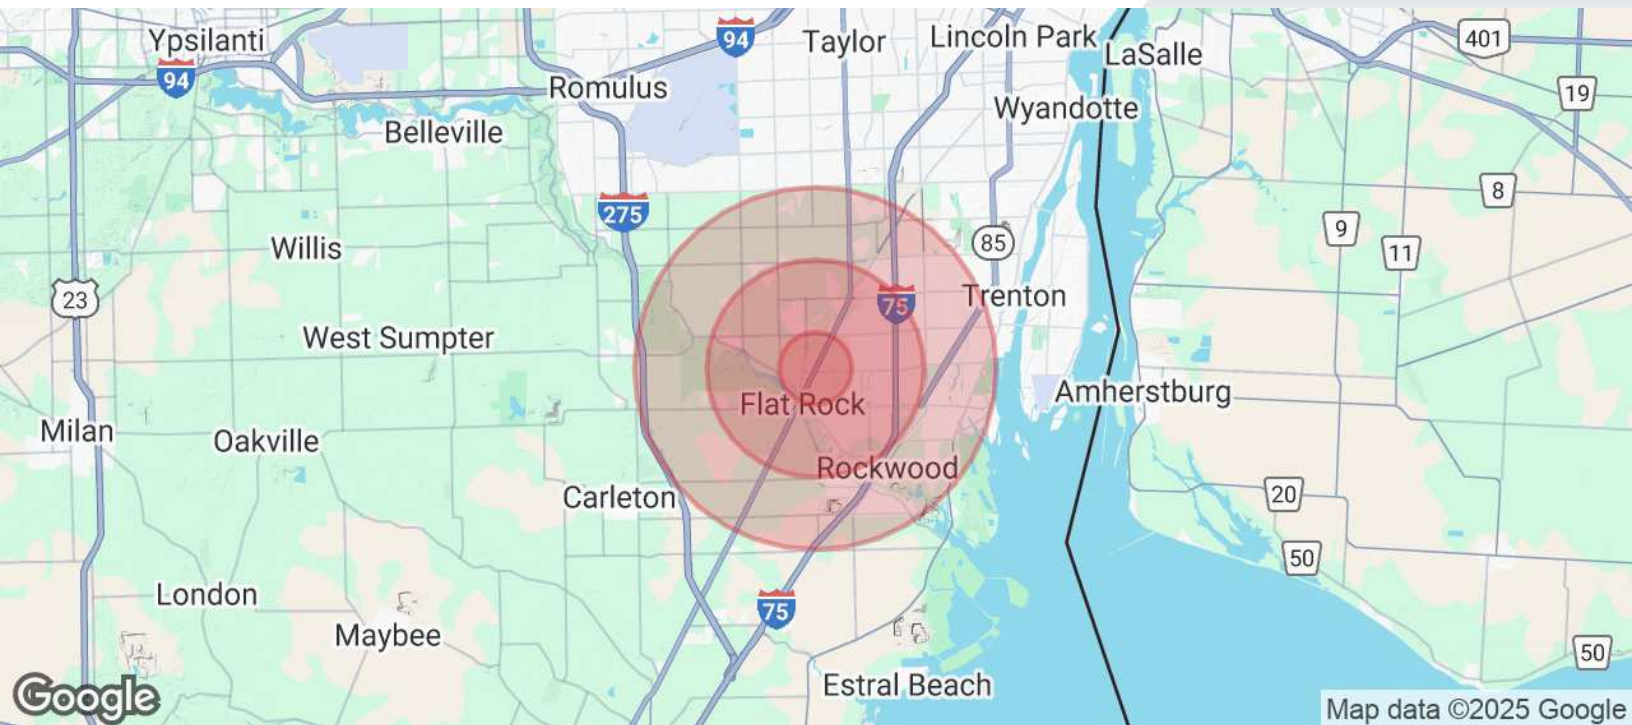 Ypsilanti
94
Taylor
Lincoln Park
LaSalle
401
94
Romulus
19
Wyandotte
Belleville
8
275
9
85
11
Willis
23
75
Trenton
West Sumpter
Amherstburg
Flat Rock
Milan
Oakville
Rockwood
Carleton
20
50
London
75
Maybee
50
Estral Beach
Google
Map data ©2025 Google